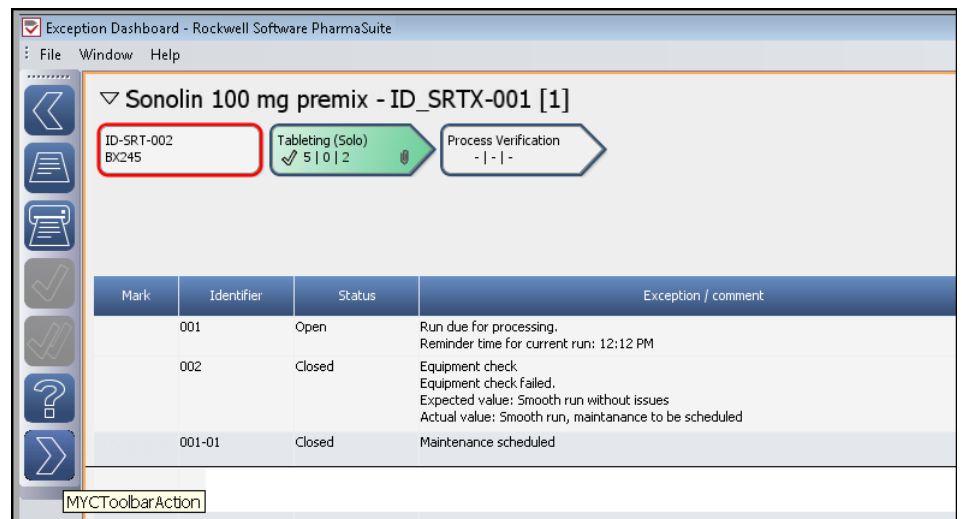 Exception Dashboard - Rockwell Software PharmaSuite
File Window Help
Sonolin 100 mg premix - ID_SRTX-001 [1]
ID-SRT-002
BX245
Tableting (Solo)
5 | 0 | 2
Process Verification
- | - | -
Mark Identifier Status Exception / comment
001 Open Run due for processing.
Reminder time for current run: 12:12 PM
002 Closed Equipment check
Equipment check failed.
Expected value: Smooth run without issues
Actual value: Smooth run, maintanance to be scheduled
001-01 Closed Maintenance scheduled
MYCToolbarAction